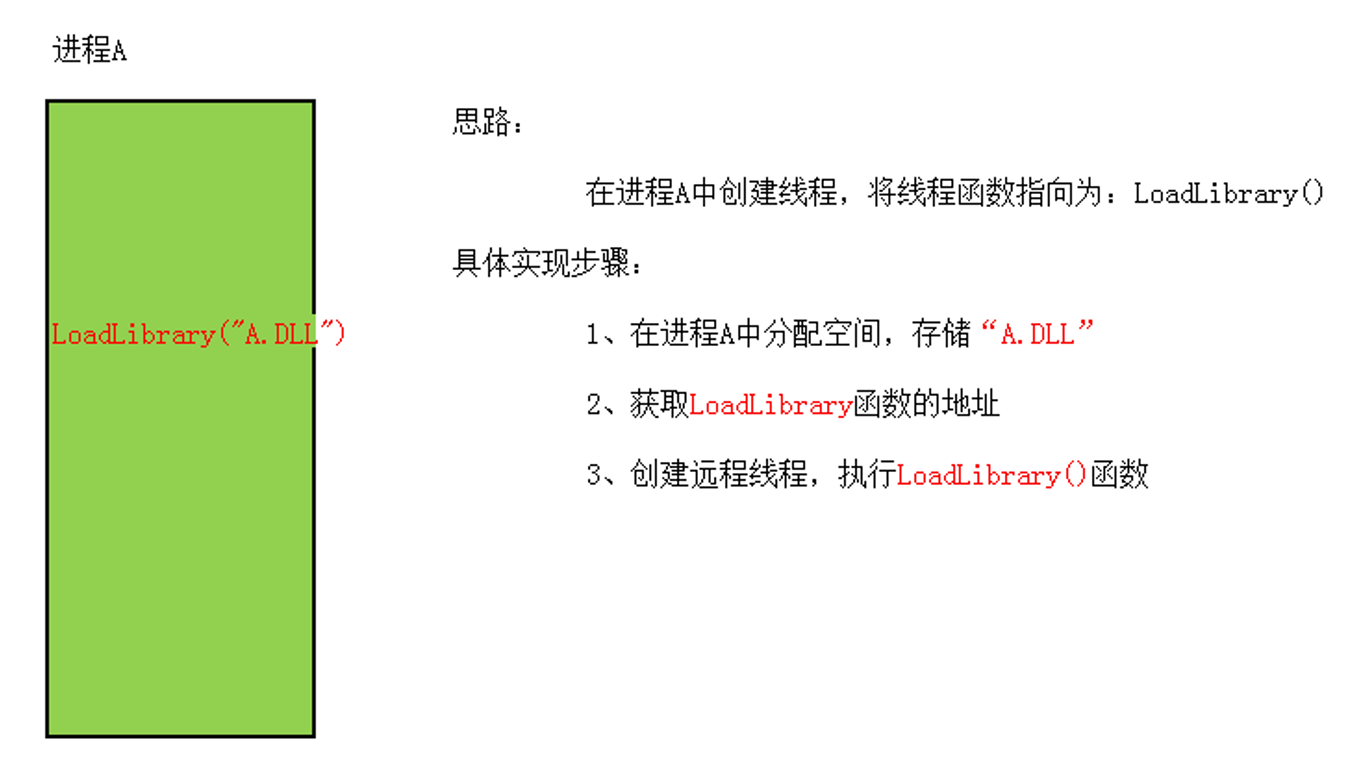 进程A
思路：
在进程A中创建线程，将线程函数指向为：LoadLibrary()
具体实现步骤：
LoadLibrary("A.DLL")
1、在进程A中分配空间，存储“A.DLL”
2、获取LoadLibrary函数的地址
3、创建远程线程，执行LoadLibrary()函数